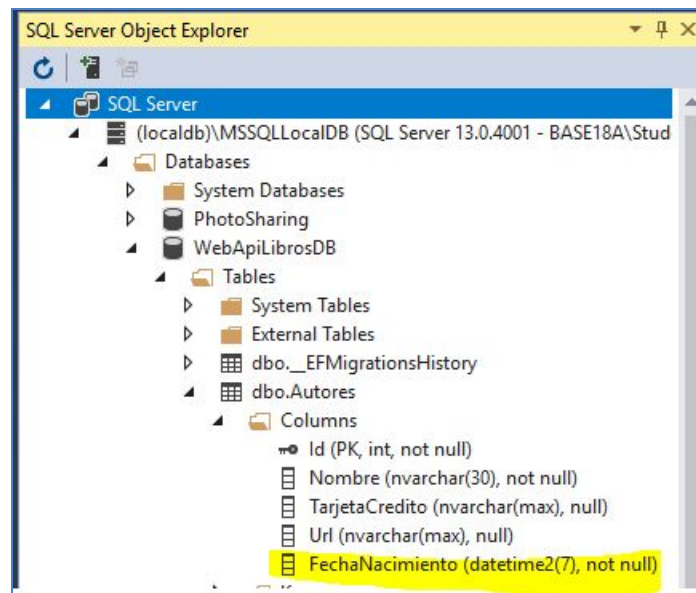 SQL Server Object Explorer
SQL Server
(localdb)\MSSQLLocalDB (SQL Server 13.0.4001 - BASE18A\Stud
Databases
System Databases
PhotoSharing
WebApiLibrosDB
Tables
System Tables
External Tables
dbo.__EFMigrationsHistory
dbo.Autores
Columns
Id (PK, int, not null)
Nombre (nvarchar(30), not null)
TarjetaCredito (nvarchar(max), null)
Url (nvarchar(max), null)
FechaNacimiento (datetime2(7), not null)